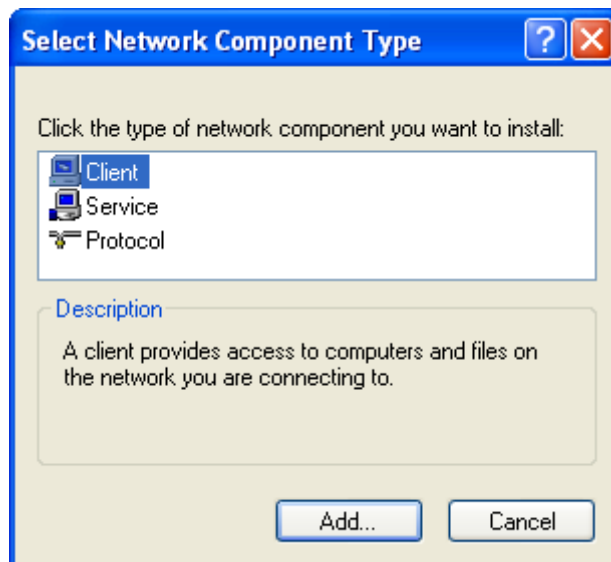 Select Network Component Type
Click the type of network component you want to install:
Client
Service
Protocol
Description
A client provides access to computers and files on
the network you are connecting to.
Add...
Cancel